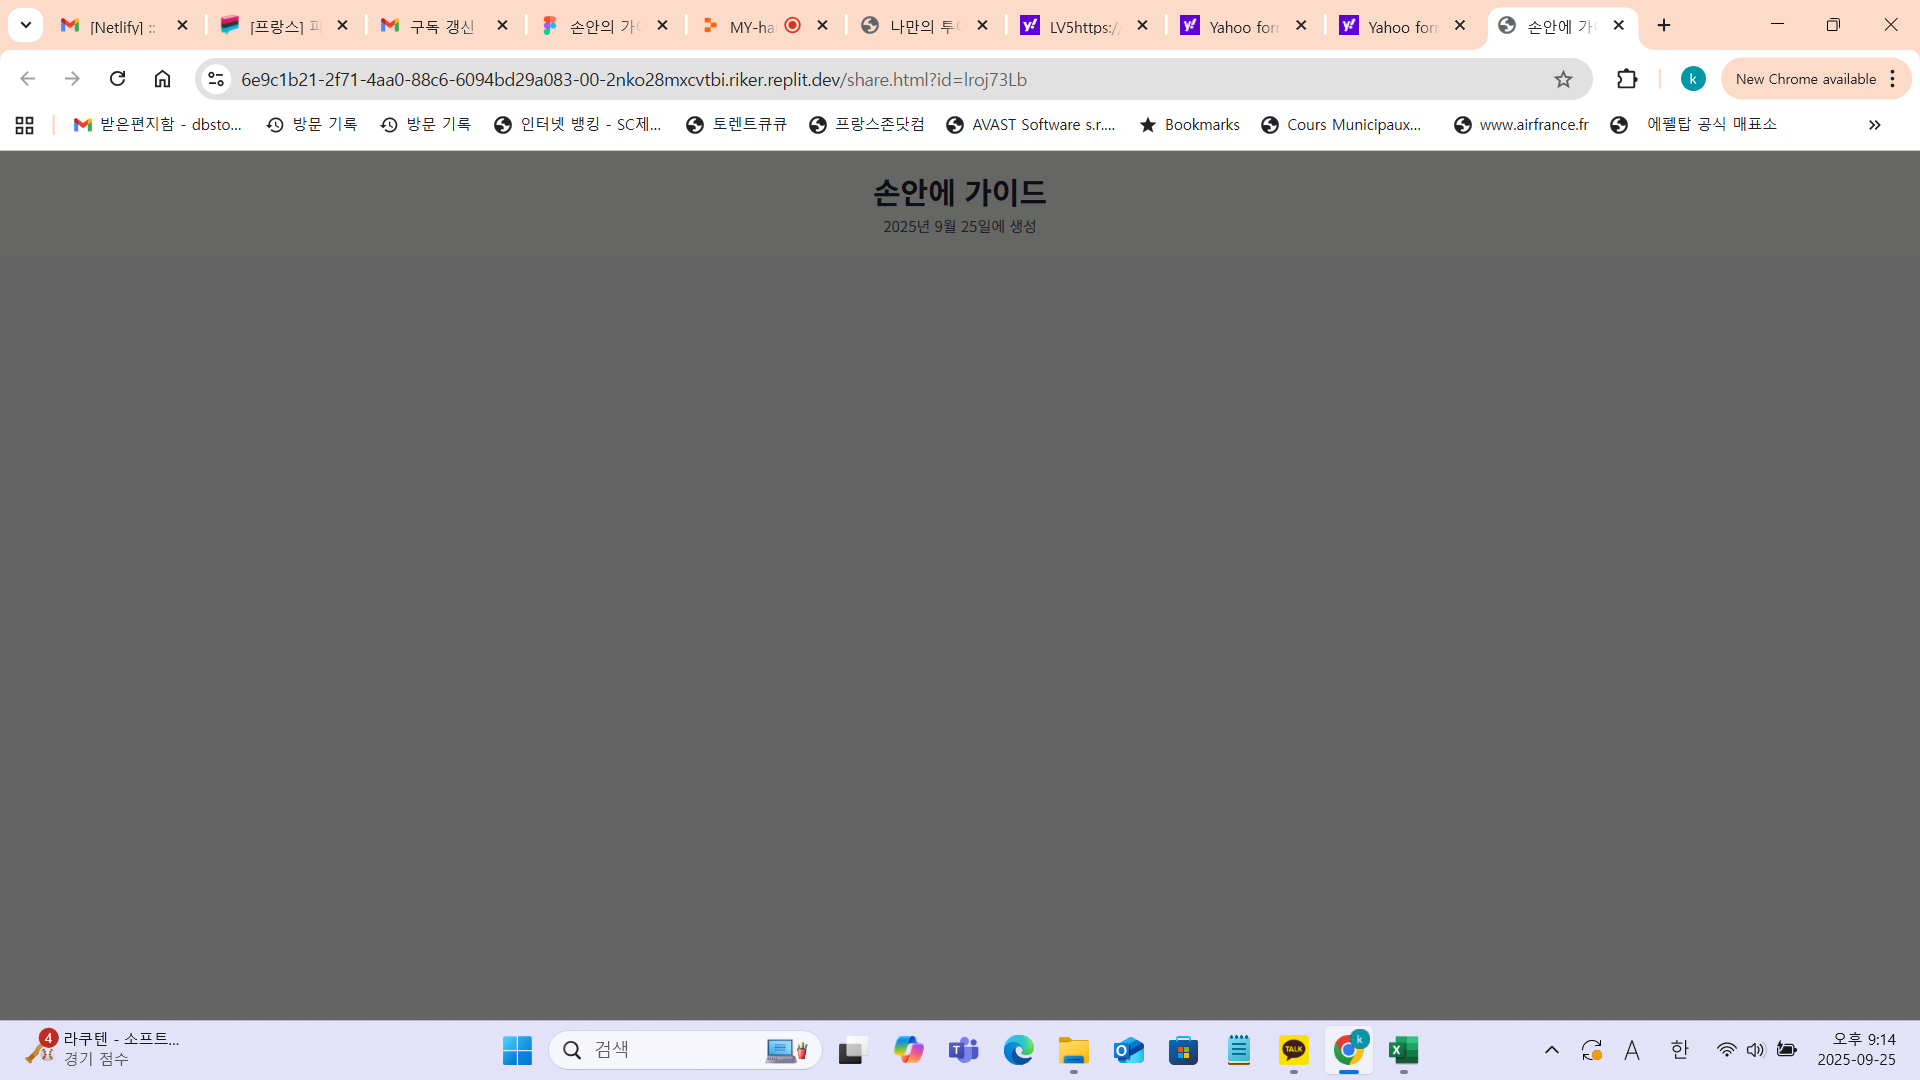 [Netlify] ::
[프랑스] 파
구독 갱신
손안의 가이
MY-ha
나만의 투어
LV5https:/
Yahoo for
Yahoo for
손안에 가이
6e9c1b21-2f71-4aa0-88c6-6094bd29a083-00-2nko28mxcvtbi.riker.replit.dev/share.html?id=lroj73Lb
k
New Chrome available
받은편지함 - dbsto...
방문 기록
방문 기록
인터넷 뱅킹 - SC제...
토렌트큐큐
프랑스존닷컴
AVAST Software s.r....
Bookmarks
Cours Municipaux...
www.airfrance.fr
에펠탑 공식 매표소
손안에 가이드
2025년 9월 25일에 생성
4
라쿠텐 - 소프트...
경기 점수
검색
TALK
k
A
한
오후 9:14
2025-09-25